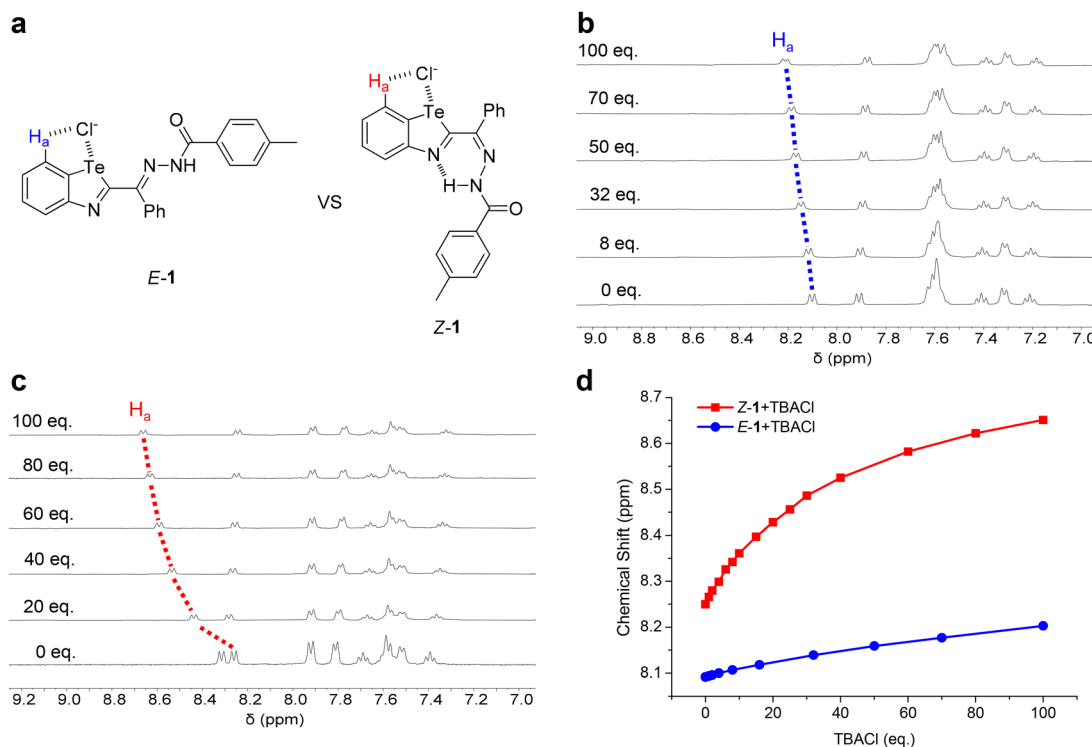 a
Hₐ
Cl⁻
Te
N
N
NH
O
Ph
E-1
VS
Hₐ
Cl⁻
Te
Ph
N
N
H
N
O
Z-1
b
Hₐ
100 eq.
70 eq.
50 eq.
32 eq.
8 eq.
0 eq.
9.0 8.8 8.6 8.4 8.2 8.0 7.8 7.6 7.4 7.2 7.0
δ (ppm)
c
Hₐ
100 eq.
80 eq.
60 eq.
40 eq.
20 eq.
0 eq.
9.2 9.0 8.8 8.6 8.4 8.2 8.0 7.8 7.6 7.4 7.2 7.0
δ (ppm)
d
Z-1+TBACl
E-1+TBACl
Chemical Shift (ppm)
8.7
8.6
8.5
8.4
8.3
8.2
8.1
8.0
0 20 40 60 80 100
TBACl (eq.)